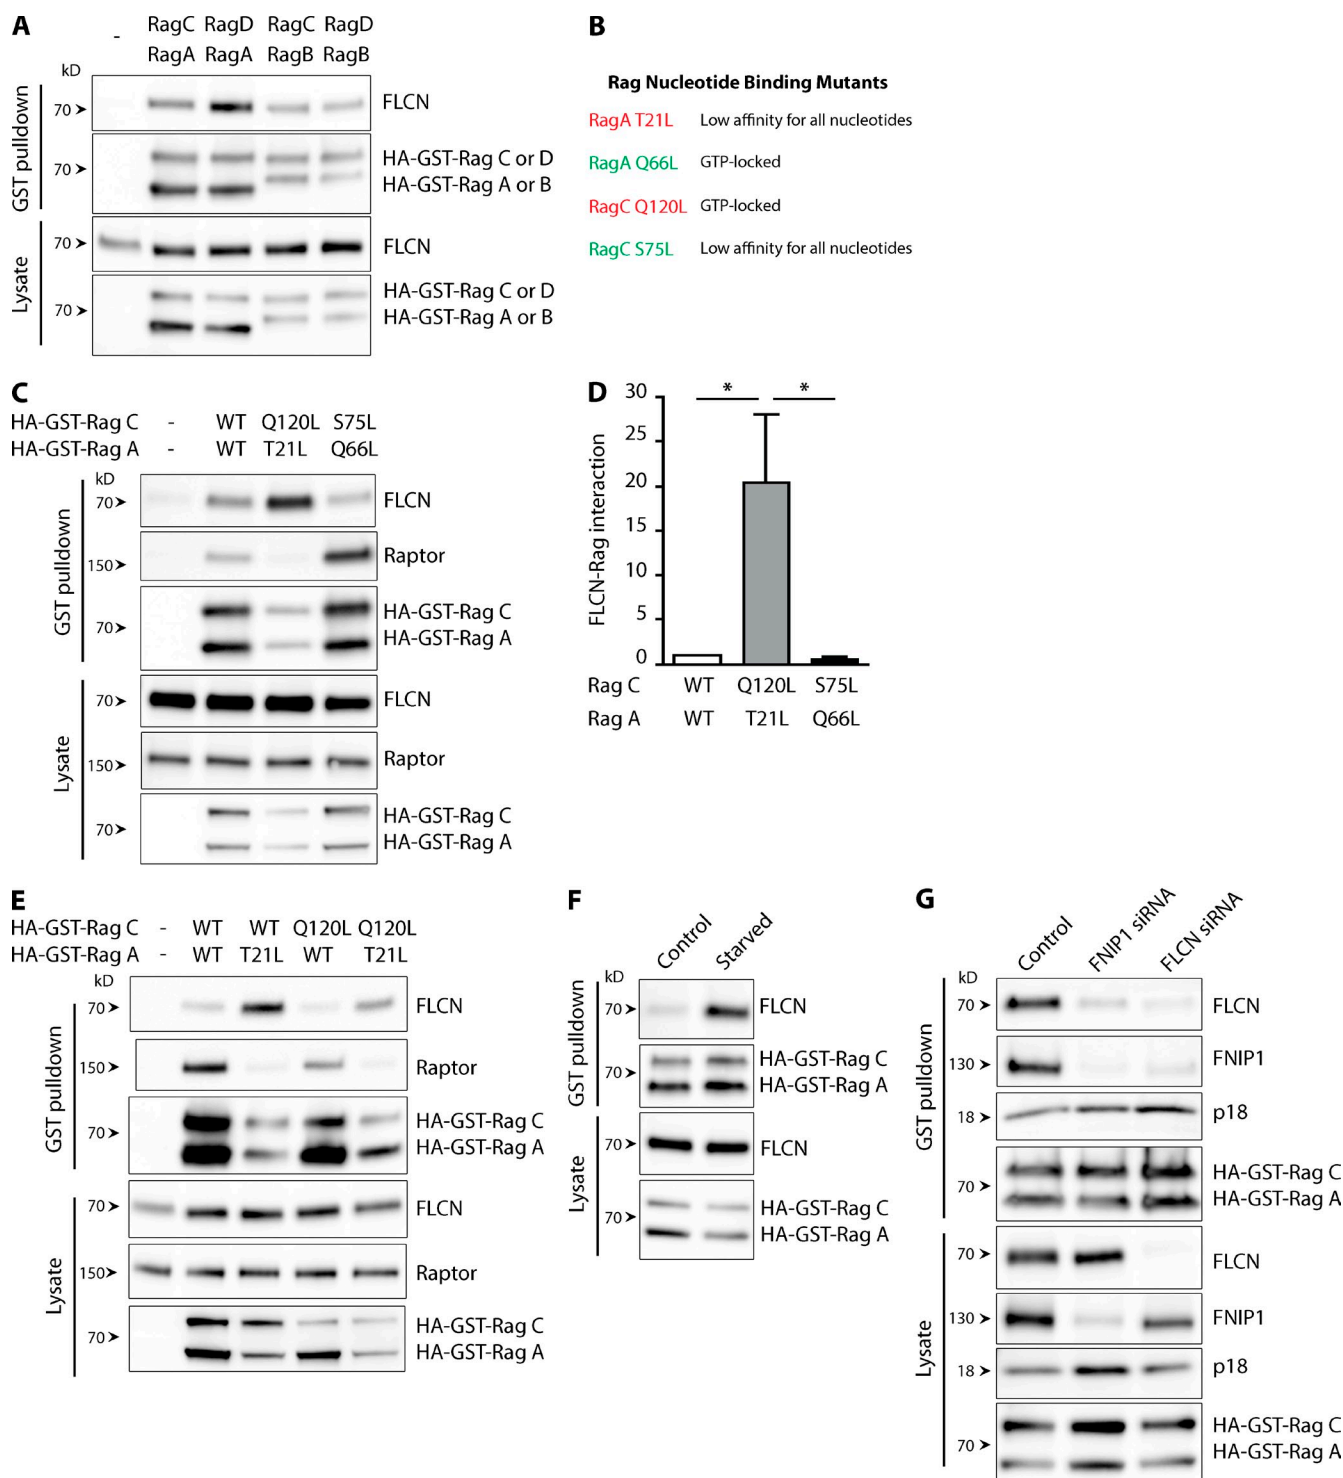 A
- RagC RagD RagC RagD
RagA RagA RagB RagB
kD
GST pulldown
70 FLCN
70 HA-GST-Rag C or D
HA-GST-Rag A or B
Lysate
70 FLCN
70 HA-GST-Rag C or D
HA-GST-Rag A or B
B
Rag Nucleotide Binding Mutants
RagA T21L Low affinity for all nucleotides
RagA Q66L GTP-locked
RagC Q120L GTP-locked
RagC S75L Low affinity for all nucleotides
C
HA-GST-Rag C - WT Q120L S75L
HA-GST-Rag A - WT T21L Q66L
kD
GST pulldown
70 FLCN
150 Raptor
70 HA-GST-Rag C
HA-GST-Rag A
Lysate
70 FLCN
150 Raptor
70 HA-GST-Rag C
HA-GST-Rag A
D
FLCN-Rag interaction
30
25
20
15
10
5
0
* *
Rag C WT Q120L S75L
Rag A WT T21L Q66L
E
HA-GST-Rag C - WT WT Q120L Q120L
HA-GST-Rag A - WT T21L WT T21L
kD
GST pulldown
70 FLCN
150 Raptor
70 HA-GST-Rag C
HA-GST-Rag A
Lysate
70 FLCN
150 Raptor
70 HA-GST-Rag C
HA-GST-Rag A
F
Control Starved
kD
GST pulldown
70 FLCN
70 HA-GST-Rag C
HA-GST-Rag A
Lysate
70 FLCN
70 HA-GST-Rag C
HA-GST-Rag A
G
Control FNIP1 siRNA FLCN siRNA
kD
GST pulldown
70 FLCN
130 FNIP1
18 p18
70 HA-GST-Rag C
HA-GST-Rag A
Lysate
70 FLCN
130 FNIP1
18 p18
70 HA-GST-Rag C
HA-GST-Rag A